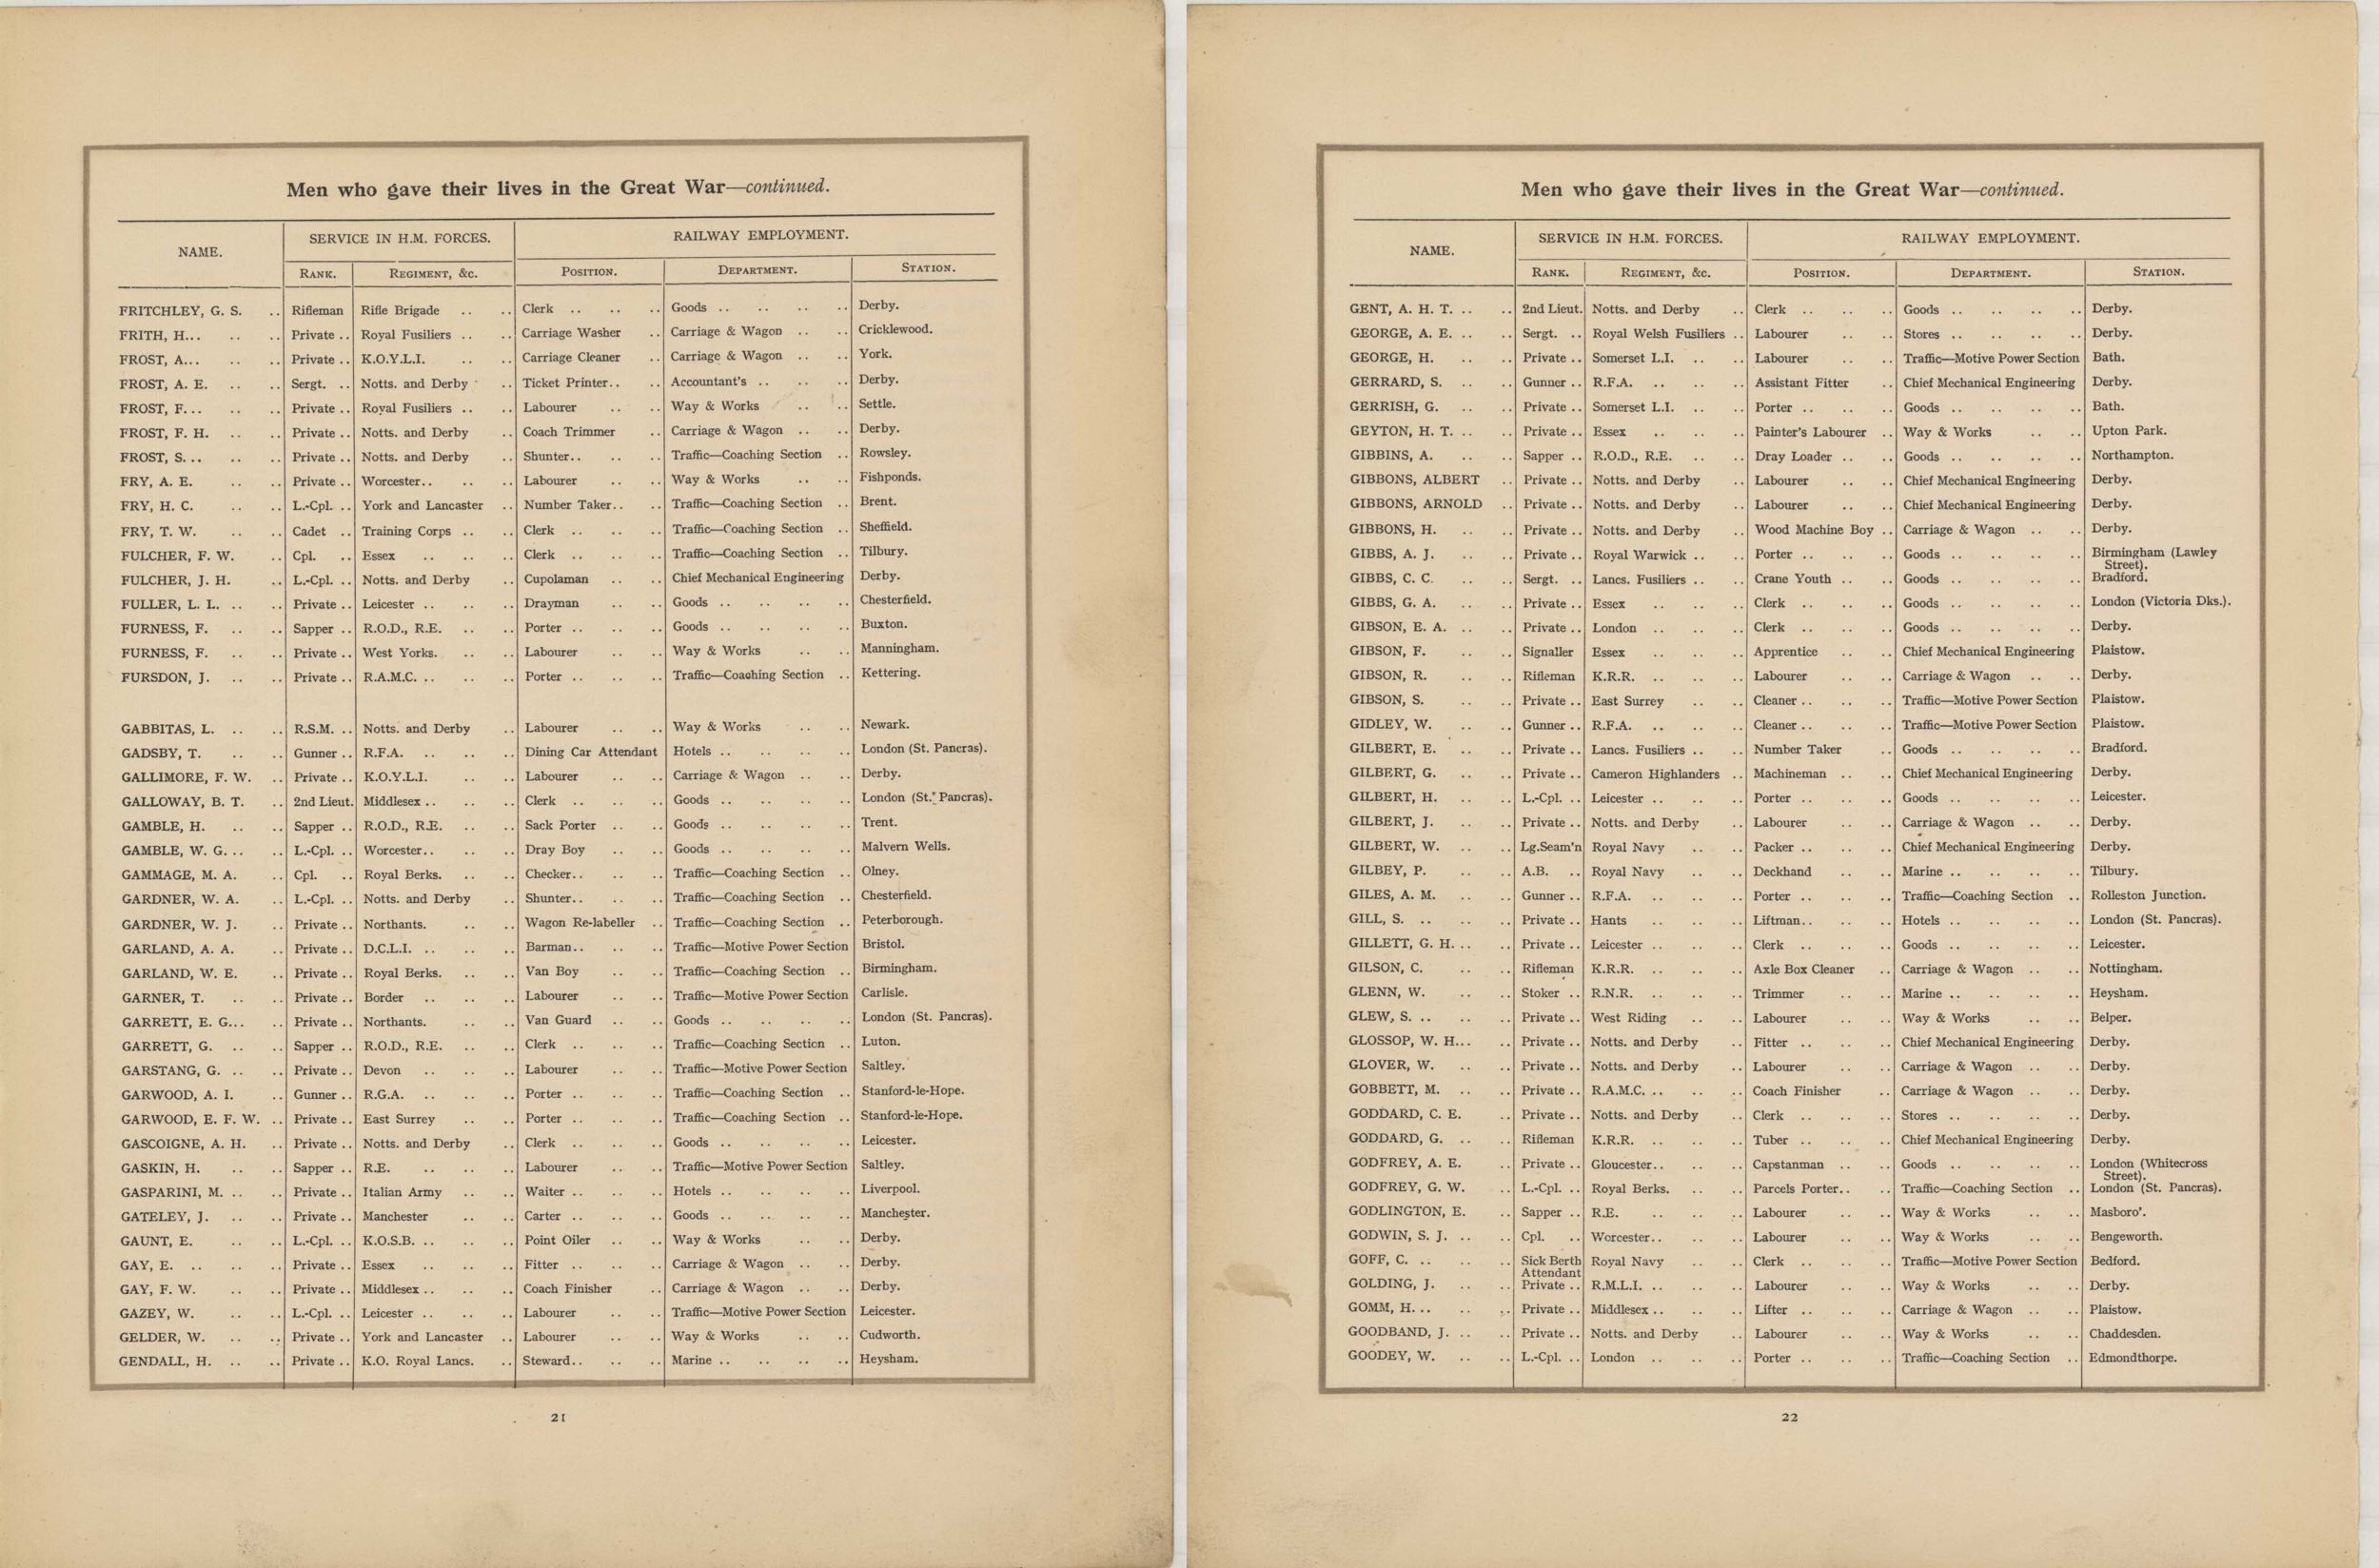 Men who gave their lives in the Great War—continued.
NAME. SERVICE IN H.M. FORCES. RAILWAY EMPLOYMENT.
RANK. REGIMENT, &c. POSITION. DEPARTMENT. STATION.
FRITCHLEY, G. S. .. Rifleman Rifle Brigade .. .. Clerk .. .. .. Goods .. .. .. .. Derby.
FRITH, H... .. .. Private .. Royal Fusiliers .. .. Carriage Washer .. Carriage & Wagon .. .. Cricklewood.
FROST, A... .. .. Private .. K.O.Y.L.I. .. .. Carriage Cleaner .. Carriage & Wagon .. .. York.
FROST, A. E. .. .. Sergt. .. Notts. and Derby .. Ticket Printer.. .. Accountant's .. .. .. Derby.
FROST, F... .. .. Private .. Royal Fusiliers .. .. Labourer .. .. Way & Works .. .. Settle.
FROST, F. H. .. .. Private .. Notts. and Derby .. Coach Trimmer .. Carriage & Wagon .. .. Derby.
FROST, S... .. .. Private .. Notts. and Derby .. Shunter.. .. .. Traffic—Coaching Section .. Rowsley.
FRY, A. E. .. .. Private .. Worcester.. .. .. Labourer .. .. Way & Works .. .. Fishponds.
FRY, H. C. .. .. L.-Cpl. .. York and Lancaster .. Number Taker.. .. Traffic—Coaching Section .. Brent.
FRY, T. W. .. .. Cadet .. Training Corps .. .. Clerk .. .. .. Traffic—Coaching Section .. Sheffield.
FULCHER, F. W. .. Cpl. .. Essex .. .. .. Clerk .. .. .. Traffic—Coaching Section .. Tilbury.
FULCHER, J. H. .. L.-Cpl. .. Notts. and Derby .. Cupolaman .. .. Chief Mechanical Engineering Derby.
FULLER, L. L. .. .. Private .. Leicester .. .. .. Drayman .. .. Goods .. .. .. .. Chesterfield.
FURNESS, F. .. .. Sapper .. R.O.D., R.E. .. .. Porter .. .. .. Goods .. .. .. .. Buxton.
FURNESS, F. .. .. Private .. West Yorks. .. .. Labourer .. .. Way & Works .. .. Manningham.
FURSDON, J. .. .. Private .. R.A.M.C. .. .. .. Porter .. .. .. Traffic—Coaching Section .. Kettering.
GABBITAS, L. .. .. R.S.M. .. Notts. and Derby .. Labourer .. .. Way & Works .. .. Newark.
GADSBY, T. .. .. Gunner .. R.F.A. .. .. .. Dining Car Attendant Hotels .. .. .. .. London (St. Pancras).
GALLIMORE, F. W. .. Private .. K.O.Y.L.I. .. .. Labourer .. .. Carriage & Wagon .. .. Derby.
GALLOWAY, B. T. .. 2nd Lieut. Middlesex .. .. .. Clerk .. .. .. Goods .. .. .. .. London (St. Pancras).
GAMBLE, H. .. .. Sapper .. R.O.D., R.E. .. .. Sack Porter .. .. Goods .. .. .. .. Trent.
GAMBLE, W. G. .. .. L.-Cpl. .. Worcester.. .. .. Dray Boy .. .. Goods .. .. .. .. Malvern Wells.
GAMMAGE, M. A. .. Cpl. .. Royal Berks. .. .. Checker.. .. .. Traffic—Coaching Section .. Olney.
GARDNER, W. A. .. L.-Cpl. .. Notts. and Derby .. Shunter.. .. .. Traffic—Coaching Section .. Chesterfield.
GARDNER, W. J. .. Private .. Northants. .. .. Wagon Re-labeller .. Traffic—Coaching Section .. Peterborough.
GARLAND, A. A. .. Private .. D.C.L.I. .. .. .. Barman.. .. .. Traffic—Motive Power Section Bristol.
GARLAND, W. E. .. Private .. Royal Berks. .. .. Van Boy .. .. Traffic—Coaching Section .. Birmingham.
GARNER, T. .. .. Private .. Border .. .. .. Labourer .. .. Traffic—Motive Power Section Carlisle.
GARRETT, E. G... .. Private .. Northants. .. .. Van Guard .. .. Goods .. .. .. .. London (St. Pancras).
GARRETT, G. .. .. Sapper .. R.O.D., R.E. .. .. Clerk .. .. .. Traffic—Coaching Section .. Luton.
GARSTANG, G. .. .. Private .. Devon .. .. .. Labourer .. .. Traffic—Motive Power Section Saltley.
GARWOOD, A. I. .. Gunner .. R.G.A. .. .. .. Porter .. .. .. Traffic—Coaching Section .. Stanford-le-Hope.
GARWOOD, E. F. W. .. Private .. East Surrey .. .. Porter .. .. .. Traffic—Coaching Section .. Stanford-le-Hope.
GASCOIGNE, A. H. .. Private .. Notts. and Derby .. Clerk .. .. .. Goods .. .. .. .. Leicester.
GASKIN, H. .. .. Sapper .. R.E. .. .. .. Labourer .. .. Traffic—Motive Power Section Saltley.
GASPARINI, M. .. .. Private .. Italian Army .. .. Waiter .. .. .. Hotels .. .. .. .. Liverpool.
GATELEY, J. .. .. Private .. Manchester .. .. Carter .. .. .. Goods .. .. .. .. Manchester.
GAUNT, E. .. .. L.-Cpl. .. K.O.S.B. .. .. .. Point Oiler .. .. Way & Works .. .. Derby.
GAY, E. .. .. .. Private .. Essex .. .. .. Fitter .. .. .. Carriage & Wagon .. .. Derby.
GAY, F. W. .. .. Private .. Middlesex .. .. .. Coach Finisher .. Carriage & Wagon .. .. Derby.
GAZEY, W. .. .. L.-Cpl. .. Leicester .. .. .. Labourer .. .. Traffic—Motive Power Section Leicester.
GELDER, W. .. .. Private .. York and Lancaster .. Labourer .. .. Way & Works .. .. Cudworth.
GENDALL, H. .. .. Private .. K.O. Royal Lancs. .. Steward.. .. .. Marine .. .. .. .. Heysham.
21
Men who gave their lives in the Great War—continued.
NAME. SERVICE IN H.M. FORCES. RAILWAY EMPLOYMENT.
RANK. REGIMENT, &c. POSITION. DEPARTMENT. STATION.
GENT, A. H. T. .. .. 2nd Lieut. Notts. and Derby .. Clerk .. .. .. Goods .. .. .. .. Derby.
GEORGE, A. E. .. .. Sergt. .. Royal Welsh Fusiliers .. Labourer .. .. Stores .. .. .. .. Derby.
GEORGE, H. .. .. Private .. Somerset L.I. .. .. Labourer .. .. Traffic—Motive Power Section Bath.
GERRARD, S. .. .. Gunner .. R.F.A. .. .. .. Assistant Fitter .. Chief Mechanical Engineering Derby.
GERRISH, G. .. .. Private .. Somerset L.I. .. .. Porter .. .. .. Goods .. .. .. .. Bath.
GEYTON, H. T. .. .. Private .. Essex .. .. .. Painter's Labourer .. Way & Works .. .. Upton Park.
GIBBINS, A. .. .. Sapper .. R.O.D., R.E. .. .. Dray Loader .. .. Goods .. .. .. .. Northampton.
GIBBONS, ALBERT .. Private .. Notts. and Derby .. Labourer .. .. Chief Mechanical Engineering Derby.
GIBBONS, ARNOLD .. Private .. Notts. and Derby .. Labourer .. .. Chief Mechanical Engineering Derby.
GIBBONS, H. .. .. Private .. Notts. and Derby .. Wood Machine Boy .. Carriage & Wagon .. .. Derby.
GIBBS, A. J. .. .. Private .. Royal Warwick .. .. Porter .. .. .. Goods .. .. .. .. Birmingham (Lawley
Street).
GIBBS, C. C. .. .. Sergt. .. Lancs. Fusiliers .. .. Crane Youth .. .. Goods .. .. .. .. Bradford.
GIBBS, G. A. .. .. Private .. Essex .. .. .. Clerk .. .. .. Goods .. .. .. .. London (Victoria Dks.).
GIBSON, E. A. .. .. Private .. London .. .. .. Clerk .. .. .. Goods .. .. .. .. Derby.
GIBSON, F. .. .. Signaller Essex .. .. .. Apprentice .. .. Chief Mechanical Engineering Plaistow.
GIBSON, R. .. .. Rifleman K.R.R. .. .. .. Labourer .. .. Carriage & Wagon .. .. Derby.
GIBSON, S. .. .. Private .. East Surrey .. .. Cleaner .. .. .. Traffic—Motive Power Section Plaistow.
GIDLEY, W. .. .. Gunner .. R.F.A. .. .. .. Cleaner .. .. .. Traffic—Motive Power Section Plaistow.
GILBERT, E. .. .. Private .. Lancs. Fusiliers .. .. Number Taker .. Goods .. .. .. .. Bradford.
GILBERT, G. .. .. Private .. Cameron Highlanders .. Machineman .. .. Chief Mechanical Engineering Derby.
GILBERT, H. .. .. L.-Cpl. .. Leicester .. .. .. Porter .. .. .. Goods .. .. .. .. Leicester.
GILBERT, J. .. .. Private .. Notts. and Derby .. Labourer .. .. Carriage & Wagon .. .. Derby.
GILBERT, W. .. .. Lg.Seam'n Royal Navy .. .. Packer .. .. .. Chief Mechanical Engineering Derby.
GILBEY, P. .. .. A.B. .. Royal Navy .. .. Deckhand .. .. Marine .. .. .. .. Tilbury.
GILES, A. M. .. .. Gunner .. R.F.A. .. .. .. Porter .. .. .. Traffic—Coaching Section .. Rolleston Junction.
GILL, S. .. .. .. Private .. Hants .. .. .. Liftman.. .. .. Hotels .. .. .. .. London (St. Pancras).
GILLETT, G. H. .. .. Private .. Leicester .. .. .. Clerk .. .. .. Goods .. .. .. .. Leicester.
GILSON, C. .. .. Rifleman K.R.R. .. .. .. Axle Box Cleaner .. Carriage & Wagon .. .. Nottingham.
GLENN, W. .. .. Stoker .. R.N.R. .. .. .. Trimmer .. .. Marine .. .. .. .. Heysham.
GLEW, S. .. .. .. Private .. West Riding .. .. Labourer .. .. Way & Works .. .. Belper.
GLOSSOP, W. H... .. Private .. Notts. and Derby .. Fitter .. .. .. Chief Mechanical Engineering Derby.
GLOVER, W. .. .. Private .. Notts. and Derby .. Labourer .. .. Carriage & Wagon .. .. Derby.
GOBBETT, M. .. .. Private .. R.A.M.C. .. .. .. Coach Finisher .. Carriage & Wagon .. .. Derby.
GODDARD, C. E. .. Private .. Notts. and Derby .. Clerk .. .. .. Stores .. .. .. .. Derby.
GODDARD, G. .. .. Rifleman K.R.R. .. .. .. Tuber .. .. .. Chief Mechanical Engineering Derby.
GODFREY, A. E. .. Private .. Gloucester.. .. .. Capstanman .. .. Goods .. .. .. .. London (Whitecross
Street).
GODFREY, G. W. .. L.-Cpl. .. Royal Berks. .. .. Parcels Porter.. .. Traffic—Coaching Section .. London (St. Pancras).
GODLINGTON, E. .. Sapper .. R.E. .. .. .. Labourer .. .. Way & Works .. .. Masboro'.
GODWIN, S. J. .. .. Cpl. .. Worcester.. .. .. Labourer .. .. Way & Works .. .. Bengeworth.
GOFF, C. .. .. .. Sick Berth Royal Navy .. .. Clerk .. .. .. Traffic—Motive Power Section Bedford.
Attendant
GOLDING, J. .. .. Private .. R.M.L.I. .. .. .. Labourer .. .. Way & Works .. .. Derby.
GOMM, H. .. .. .. Private .. Middlesex .. .. .. Lifter .. .. .. Carriage & Wagon .. .. Plaistow.
GOODBAND, J. .. .. Private .. Notts. and Derby .. Labourer .. .. Way & Works .. .. Chaddesden.
GOODEY, W. .. .. L.-Cpl. .. London .. .. .. Porter .. .. .. Traffic—Coaching Section .. Edmondthorpe.
22